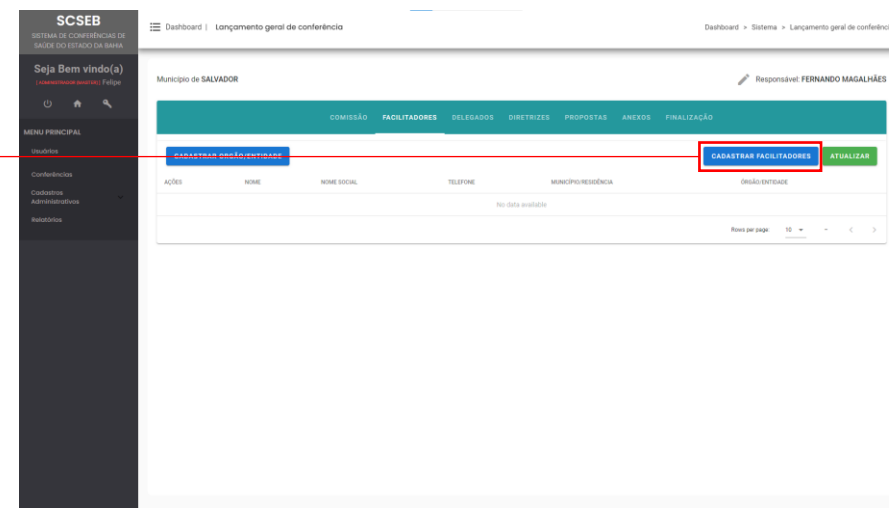 SCSEB
SISTEMA DE CONFERÊNCIAS DE
SAÚDE DO ESTADO DA BAHIA
Dashboard | Lançamento geral de conferência
Dashboard > Sistema > Lançamento geral de conferênci
Seja Bem vindo(a)
[ADMINISTRADOR (MASTER)] Felipe
MENU PRINCIPAL
Usuários
Conferências
Cadastros
Administrativos
Relatórios
Município de SALVADOR
Responsável: FERNANDO MAGALHÃES
COMISSÃO FACILITADORES DELEGADOS DIRETRIZES PROPOSTAS ANEXOS FINALIZAÇÃO
CADASTRAR ORGÃO/ENTIDADE
CADASTRAR FACILITADORES ATUALIZAR
AÇÕES NOME NOME SOCIAL TELEFONE MUNICÍPIO/RESIDÊNCIA ÓRGÃO/ENTIDADE
No data available
Rows per page: 10 - < >